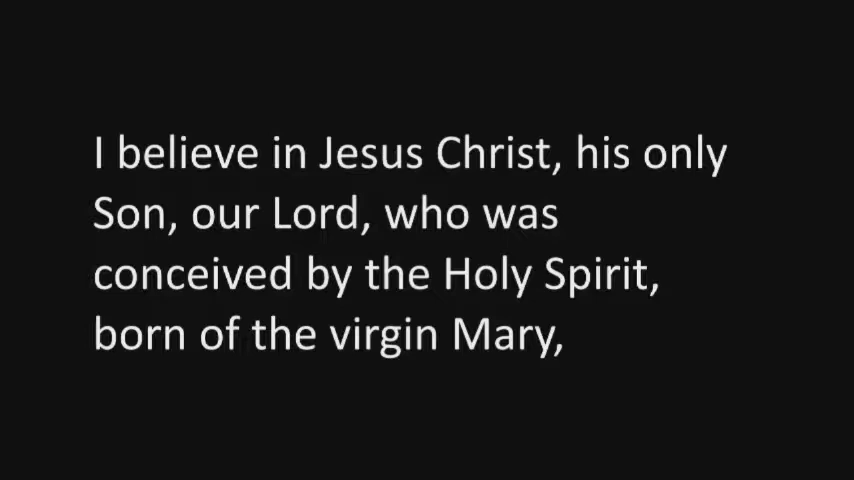 I believe in Jesus Christ, his only
Son, our Lord, who was
conceived by the Holy Spirit,
born of the virgin Mary,